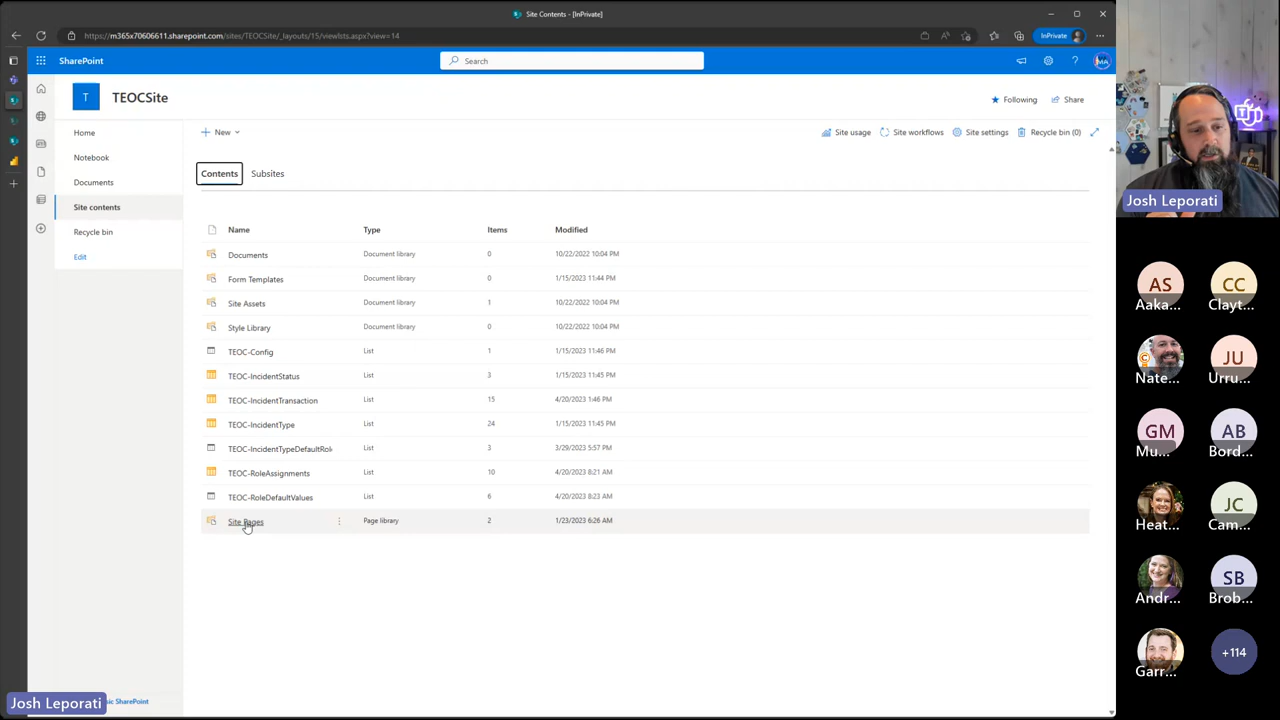 Site Contents - [InPrivate]
https://m365x70606611.sharepoint.com/sites/TEOCSite/_layouts/15/viewlsts.aspx?view=14
InPrivate
SharePoint
Search
MA
T
TEOCSite
Following
Share
Home
Notebook
Documents
Site contents
Recycle bin
Edit
New
Site usage
Site workflows
Site settings
Recycle bin (0)
Contents
Subsites
Name Type Items Modified
Documents Document library 0 10/22/2022 10:04 PM
Form Templates Document library 0 1/15/2023 11:44 PM
Site Assets Document library 1 10/22/2022 10:04 PM
Style Library Document library 0 10/22/2022 10:04 PM
TEOC-Config List 1 1/15/2023 11:46 PM
TEOC-IncidentStatus List 3 1/15/2023 11:45 PM
TEOC-IncidentTransaction List 15 4/20/2023 1:46 PM
TEOC-IncidentType List 24 1/15/2023 11:45 PM
TEOC-IncidentTypeDefaultRol List 3 3/29/2023 5:57 PM
TEOC-RoleAssignments List 10 4/20/2023 8:21 AM
TEOC-RoleDefaultValues List 6 4/20/2023 8:23 AM
Site Pages Page library 2 1/23/2023 6:26 AM
SharePoint
Josh Leporati
Josh Leporati
AS
Aaka...
CC
Clayt...
Nate...
JU
Urru...
GM
Mu...
AB
Bord...
Heat...
JC
Cam...
Andr...
SB
Brob...
Garr...
+114